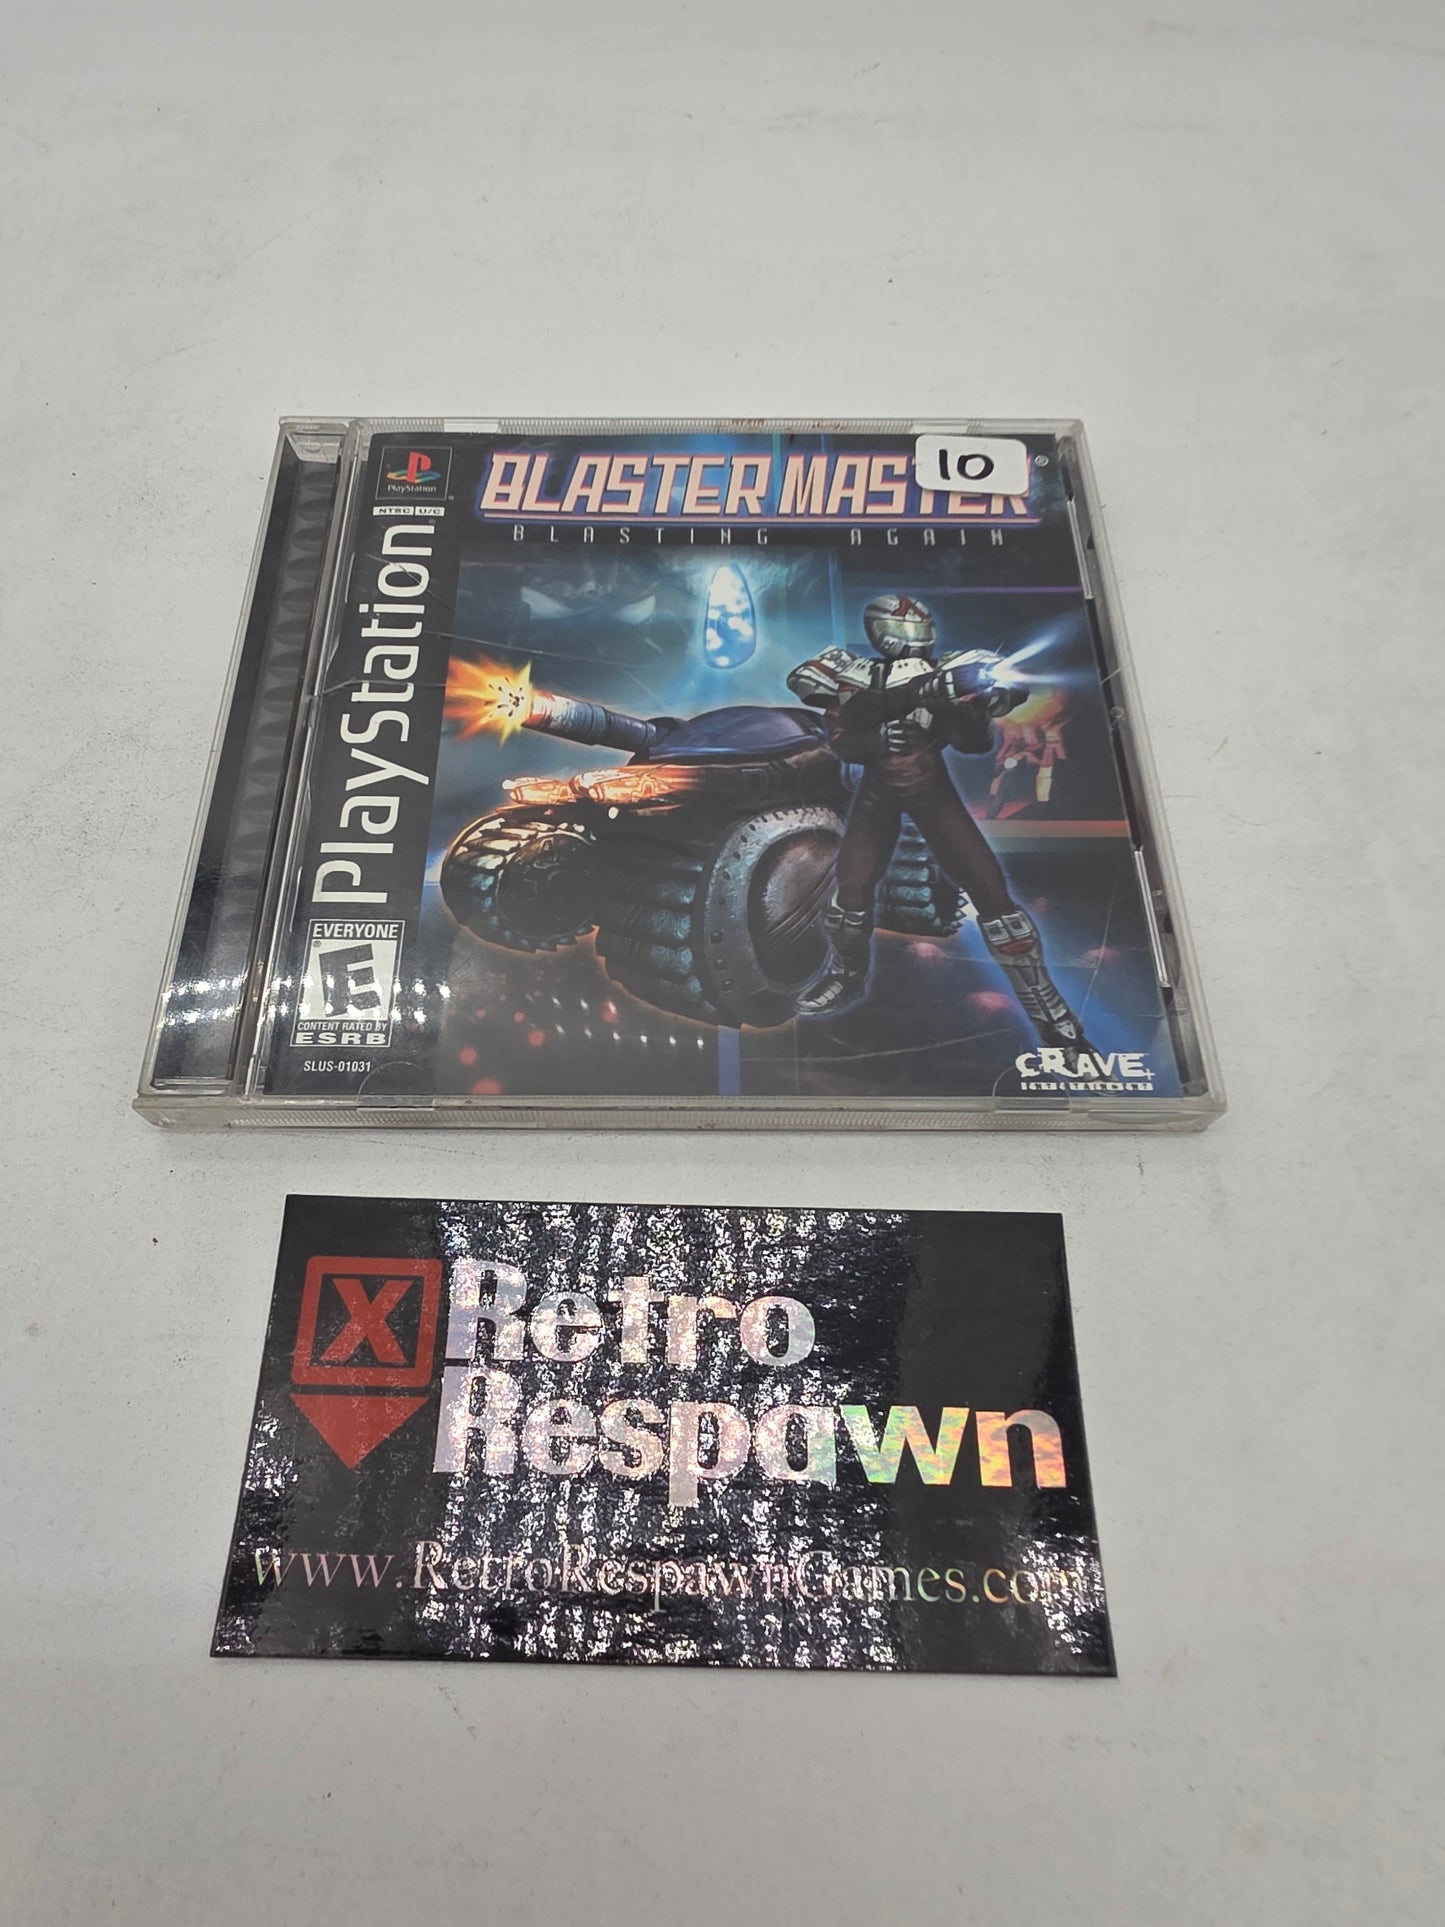 PlayStation
NTSC U/C
PlayStation
BLASTER MASTER
10
BLASTING AGAIN
EVERYONE
E
CONTENT RATED BY
ESRB
SLUS-01031
CRAVE
ENTERTAINMENT
X Retro
Respawn
www.RetroRespawnGames.com